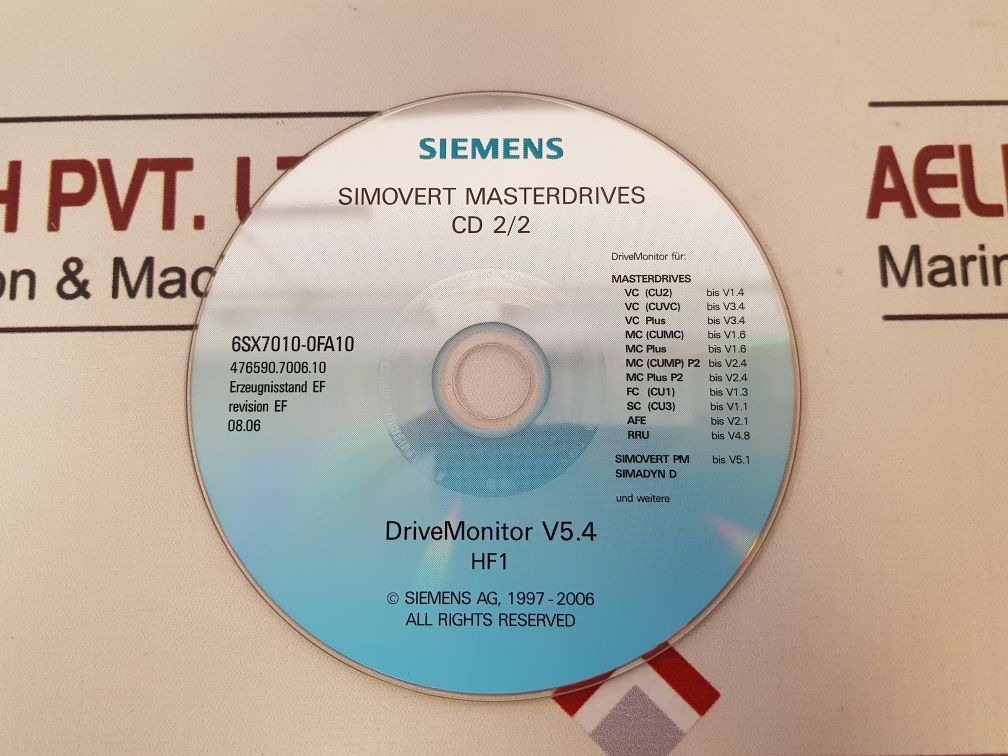 SIEMENS
SIMOVERT MASTERDRIVES
CD 2/2
DriveMonitor für:
MASTERDRIVES
VC (CU2) bis V1.4
VC (CUVC) bis V3.4
VC Plus bis V3.4
MC (CUMC) bis V1.6
MC Plus bis V1.6
MC (CUMP) P2 bis V2.4
MC Plus P2 bis V2.4
FC (CU1) bis V1.3
SC (CU3) bis V1.1
AFE bis V2.1
RRU bis V4.8
SIMOVERT PM bis V5.1
SIMADYN D
und weitere
6SX7010-0FA10
476590.7006.10
Erzeugnisstand EF
revision EF
08.06
DriveMonitor V5.4
HF1
© SIEMENS AG, 1997-2006
ALL RIGHTS RESERVED
H PVT. LT
on & Mac
AEL
Marin